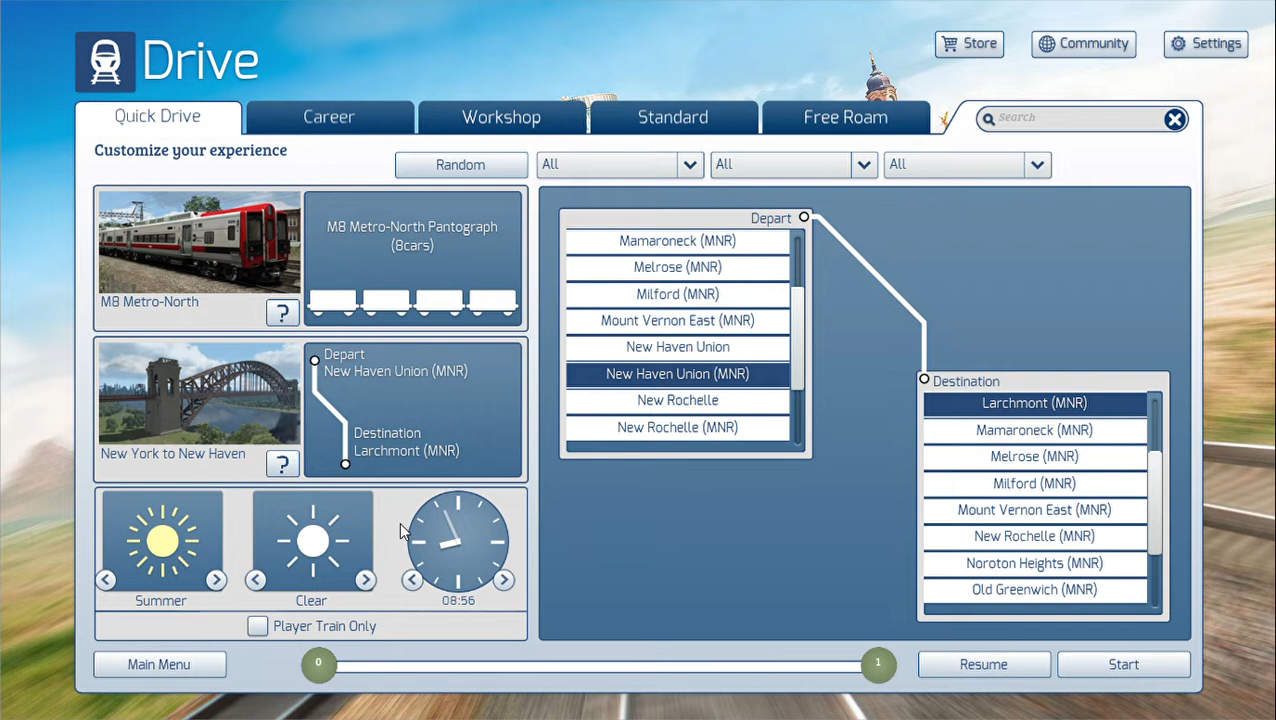 Drive
Store
Community
Settings
Quick Drive
Career
Workshop
Standard
Free Roam
Search
Customize your experience
Random
All
All
All
M8 Metro-North
?
M8 Metro-North Pantograph
(8cars)
New York to New Haven
?
Depart
New Haven Union (MNR)
Destination
Larchmont (MNR)
Summer
Clear
08:56
Player Train Only
Depart
Mamaroneck (MNR)
Melrose (MNR)
Milford (MNR)
Mount Vernon East (MNR)
New Haven Union
New Haven Union (MNR)
New Rochelle
New Rochelle (MNR)
Destination
Larchmont (MNR)
Mamaroneck (MNR)
Melrose (MNR)
Milford (MNR)
Mount Vernon East (MNR)
New Rochelle (MNR)
Noroton Heights (MNR)
Old Greenwich (MNR)
Main Menu
0
1
Resume
Start